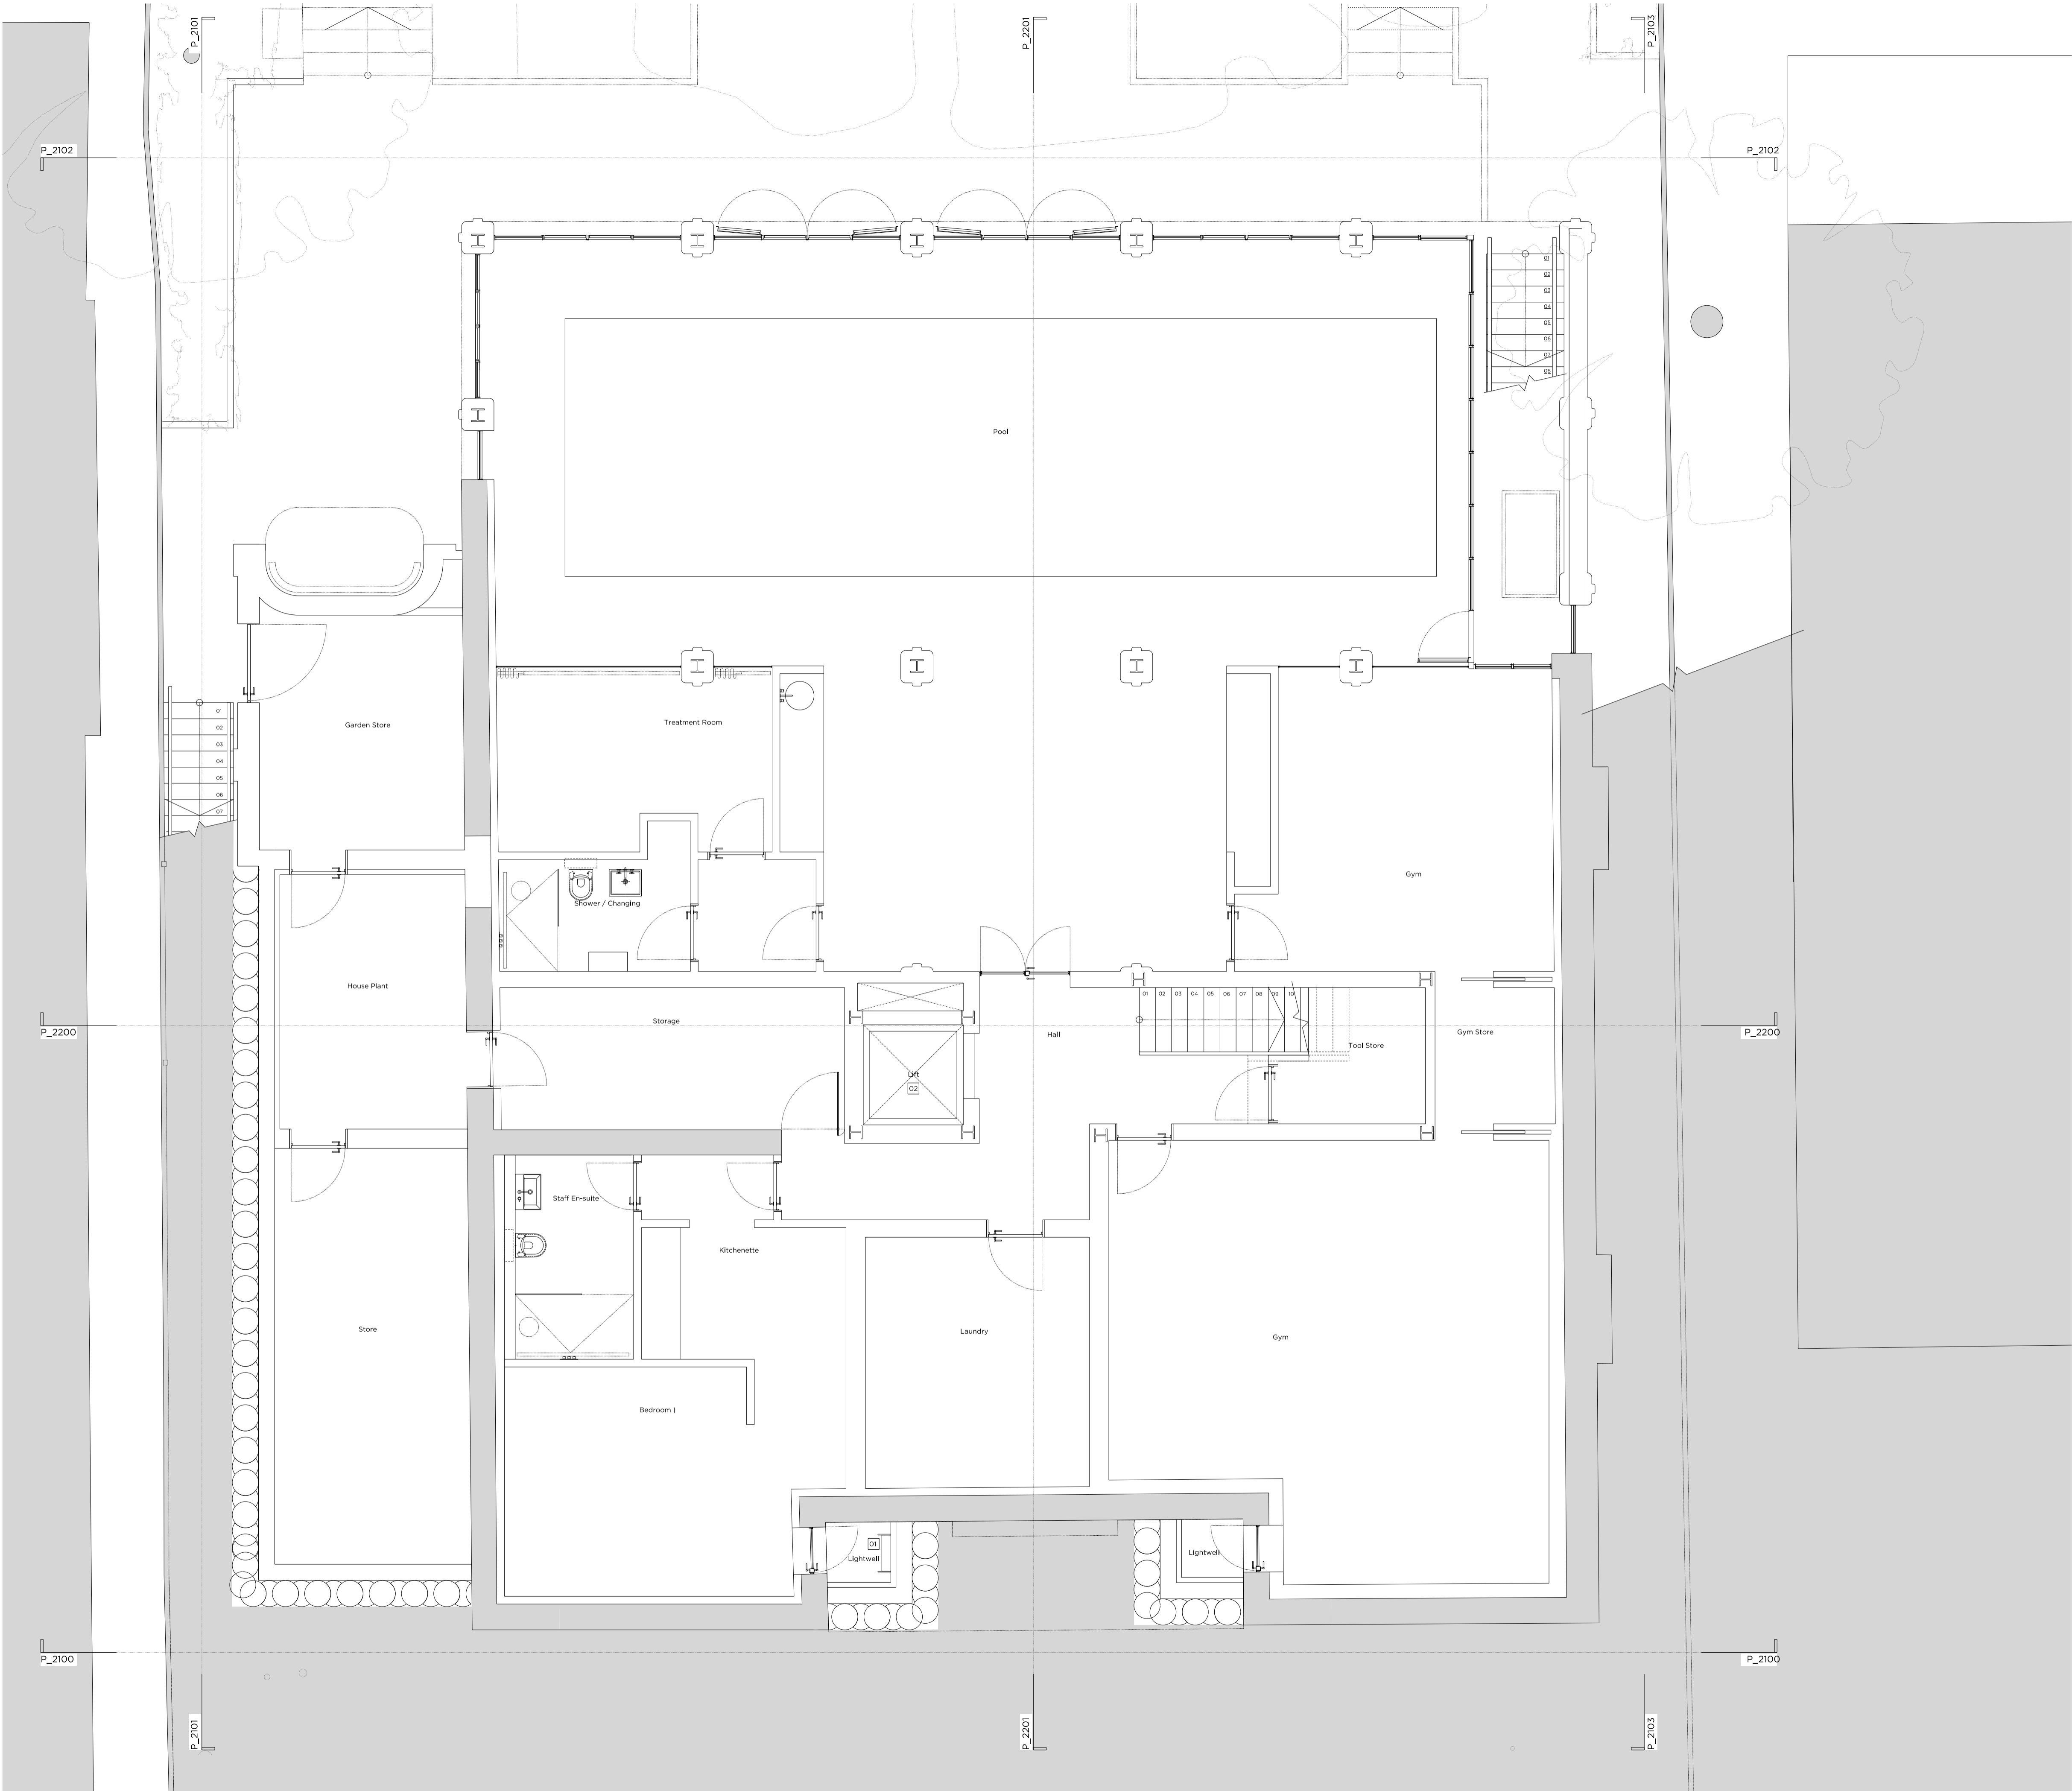 P_2101
P_2201
P_2103
P_2102
P_2102
01
02
03
04
05
06
07
08
Pool
01
02
03
04
05
06
07
Garden Store
Treatment Room
Gym
Shower / Changing
House Plant
Storage
Hall
01 02 03 04 05 06 07 08 09 10
Tool Store
Gym Store
P_2200
P_2200
Lift
02
Staff En-suite
Kitchenette
Store
Laundry
Gym
Bedroom 1
01
Lightwell
Lightwell
P_2100
P_2100
P_2101
P_2201
P_2103